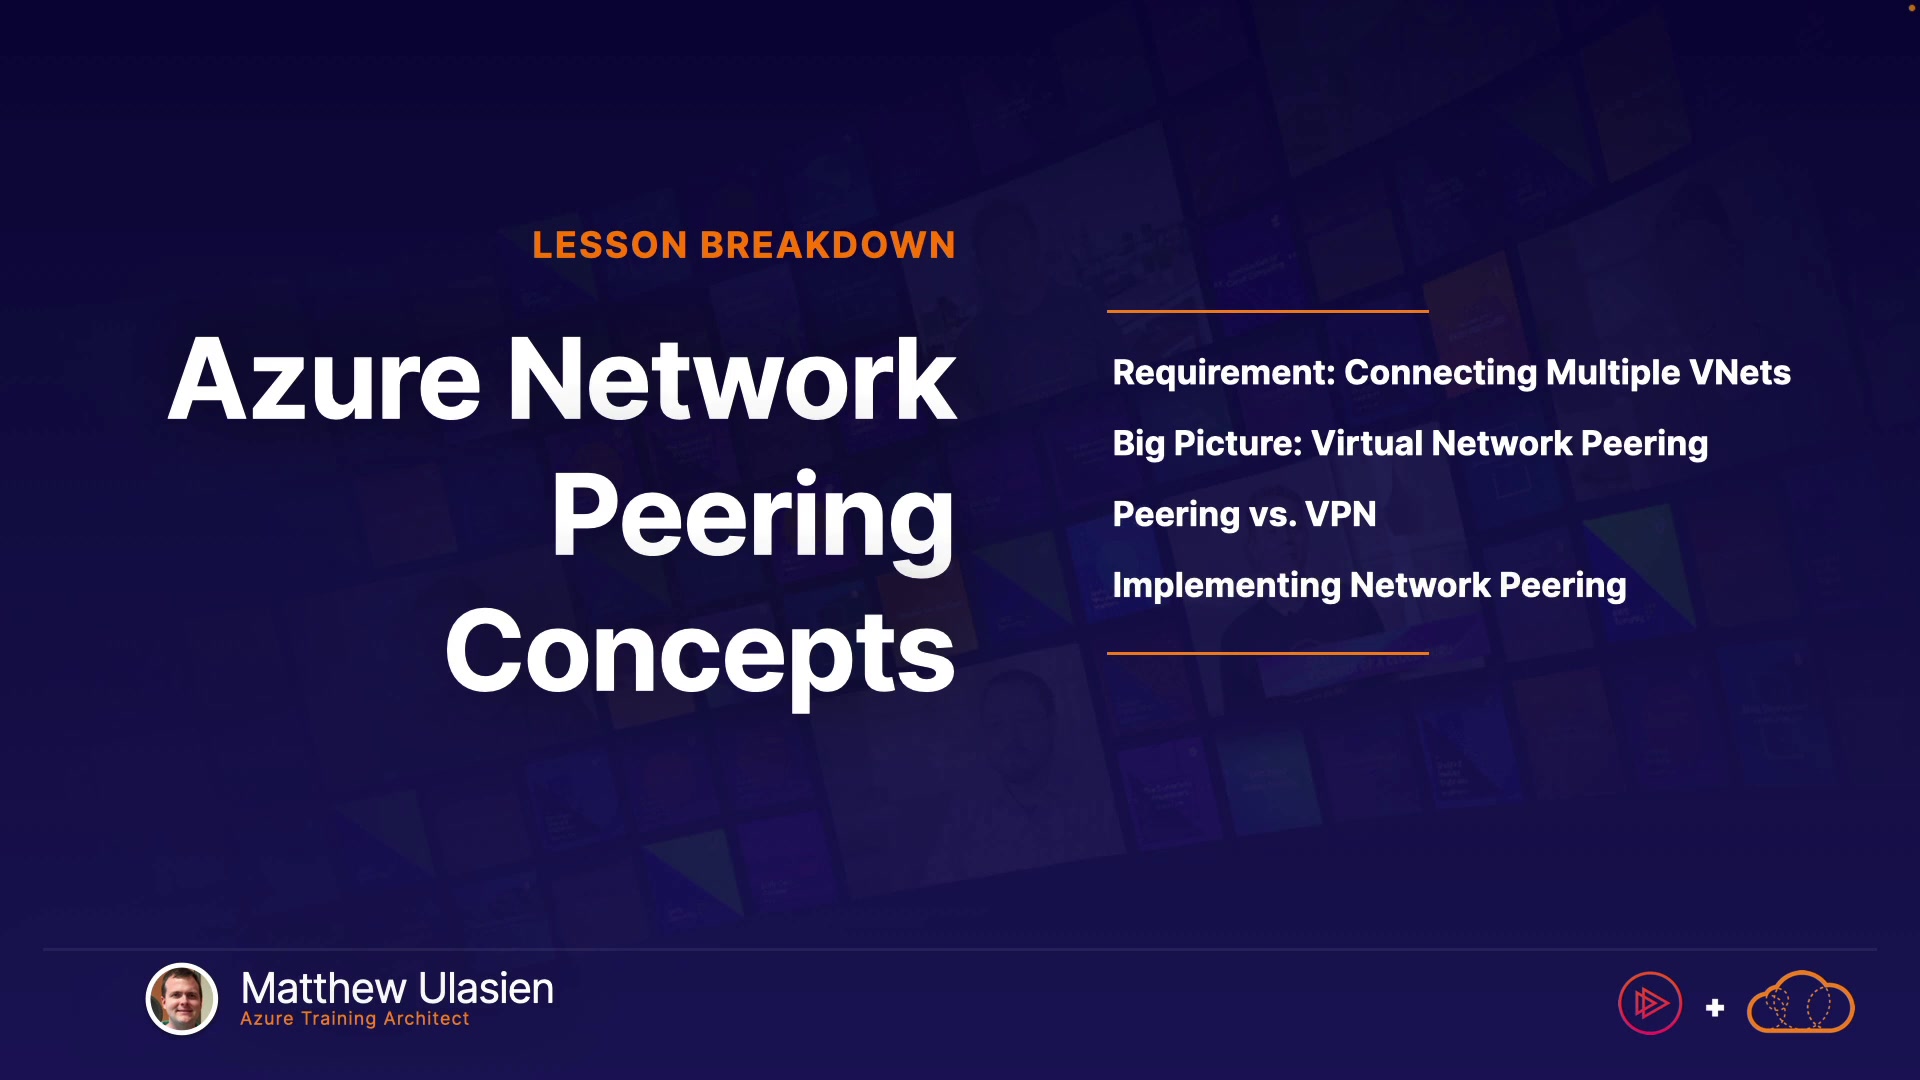 LESSON BREAKDOWN
Azure Network
Peering
Concepts
Requirement: Connecting Multiple VNets
Big Picture: Virtual Network Peering
Peering vs. VPN
Implementing Network Peering
Matthew Ulasien
Azure Training Architect
+